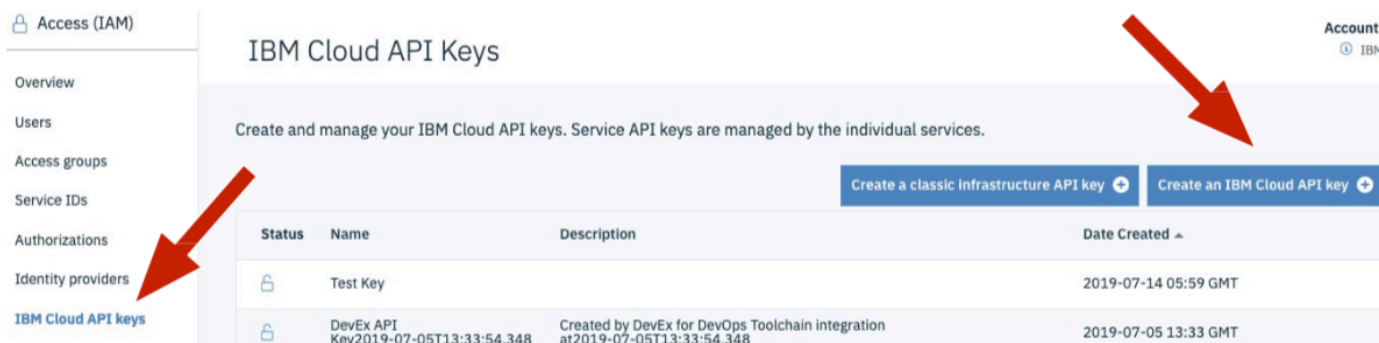 Access (IAM)
Overview
Users
Access groups
Service IDs
Authorizations
Identity providers
IBM Cloud API keys
IBM Cloud API Keys
Account
IBM
Create and manage your IBM Cloud API keys. Service API keys are managed by the individual services.
Create a classic infrastructure API key
Create an IBM Cloud API key
Status Name Description Date Created
Test Key 2019-07-14 05:59 GMT
DevEx API Created by DevEx for DevOps Toolchain integration
Key2019-07-05T13:33:54.348 at2019-07-05T13:33:54.348 2019-07-05 13:33 GMT